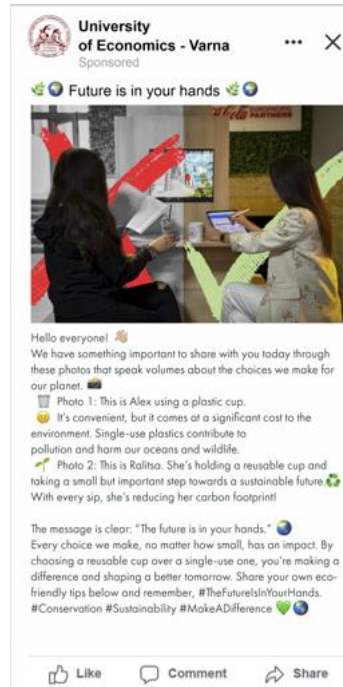 University
of Economics - Varna
Sponsored
🌿🌍 Future is in your hands 🌿🌍
PARTNERS
Hello everyone! 👋🏼
We have something important to share with you today through
these photos that speak volumes about the choices we make for
our planet. 📸
🗑️ Photo 1: This is Alex using a plastic cup.
😕 It's convenient, but it comes at a significant cost to the
environment. Single-use plastics contribute to
pollution and harm our oceans and wildlife.
🌱 Photo 2: This is Ralitsa. She's holding a reusable cup and
taking a small but important step towards a sustainable future.♻️
With every sip, she's reducing her carbon footprint!
The message is clear: "The future is in your hands." 🌍
Every choice we make, no matter how small, has an impact. By
choosing a reusable cup over a single-use one, you're making a
difference and shaping a better tomorrow. Share your own eco-
friendly tips below and remember, #TheFutureIsInYourHands.
#Conservation #Sustainability #MakeADifference 💚🌍
Like
Comment
Share